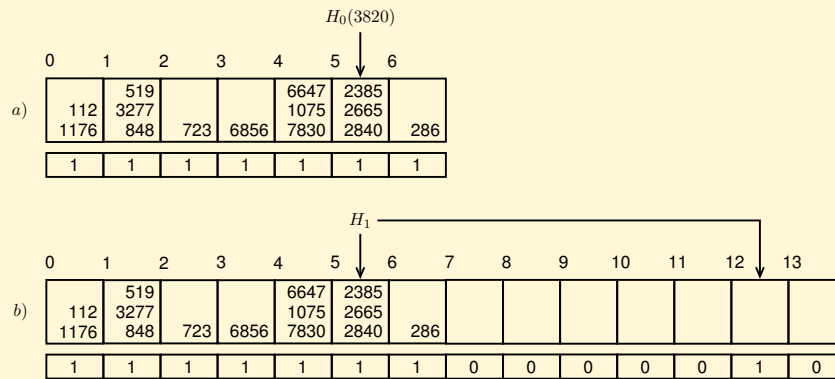 H₀(3820)
0 1 2 3 4 5 6
519 6647 2385
a) 112 3277 1075 2665
1176 848 723 6856 7830 2840 286
1 1 1 1 1 1 1
H₁
0 1 2 3 4 5 6 7 8 9 10 11 12 13
519 6647 2385
b) 112 3277 1075 2665
1176 848 723 6856 7830 2840 286
1 1 1 1 1 1 1 0 0 0 0 0 1 0